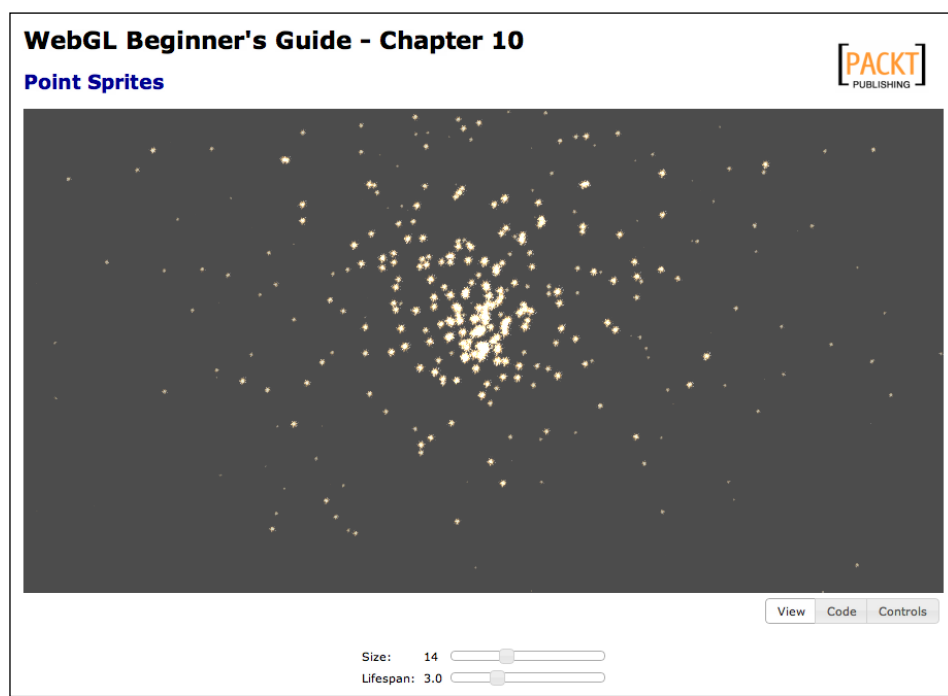 WebGL Beginner's Guide - Chapter 10
Point Sprites
[PACKT]
PUBLISHING
View Code Controls
Size: 14
Lifespan: 3.0